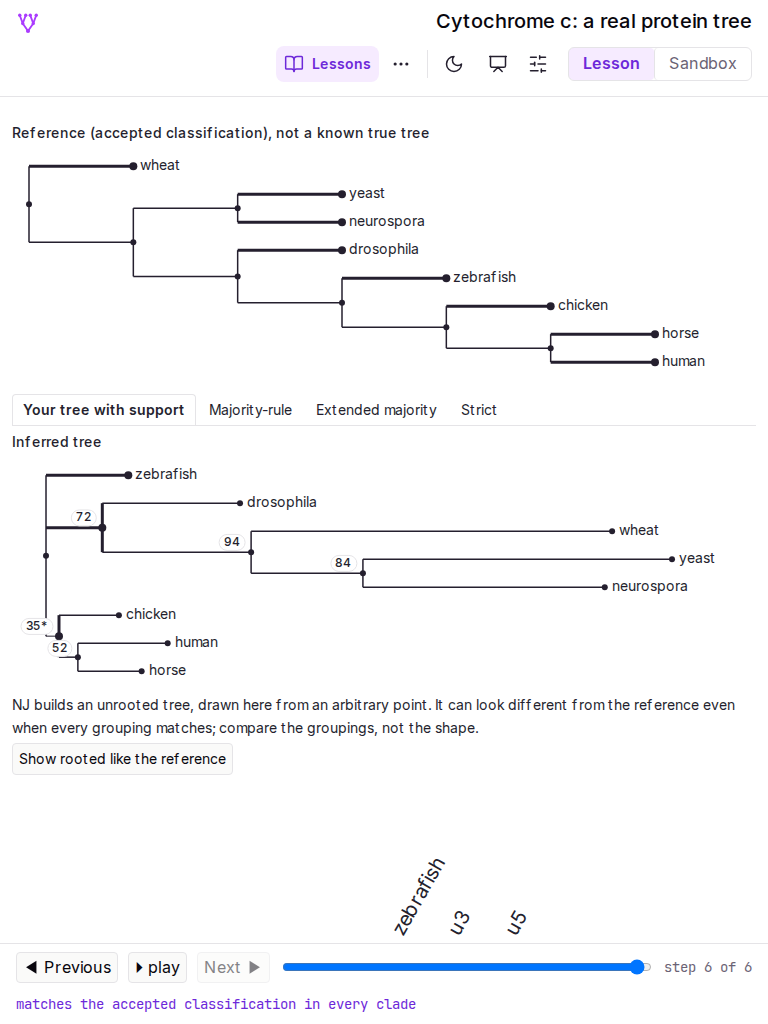 Cytochrome c: a real protein tree
Lessons
Lesson
Sandbox
Reference (accepted classification), not a known true tree
wheat
yeast
neurospora
drosophila
zebrafish
chicken
horse
human
Your tree with support
Majority-rule
Extended majority
Strict
Inferred tree
zebrafish
drosophila
72
wheat
94
yeast
84
neurospora
chicken
35*
human
52
horse
NJ builds an unrooted tree, drawn here from an arbitrary point. It can look different from the reference even
when every grouping matches; compare the groupings, not the shape.
Show rooted like the reference
zebrafish
u3
u5
Previous
play
Next
step 6 of 6
matches the accepted classification in every clade